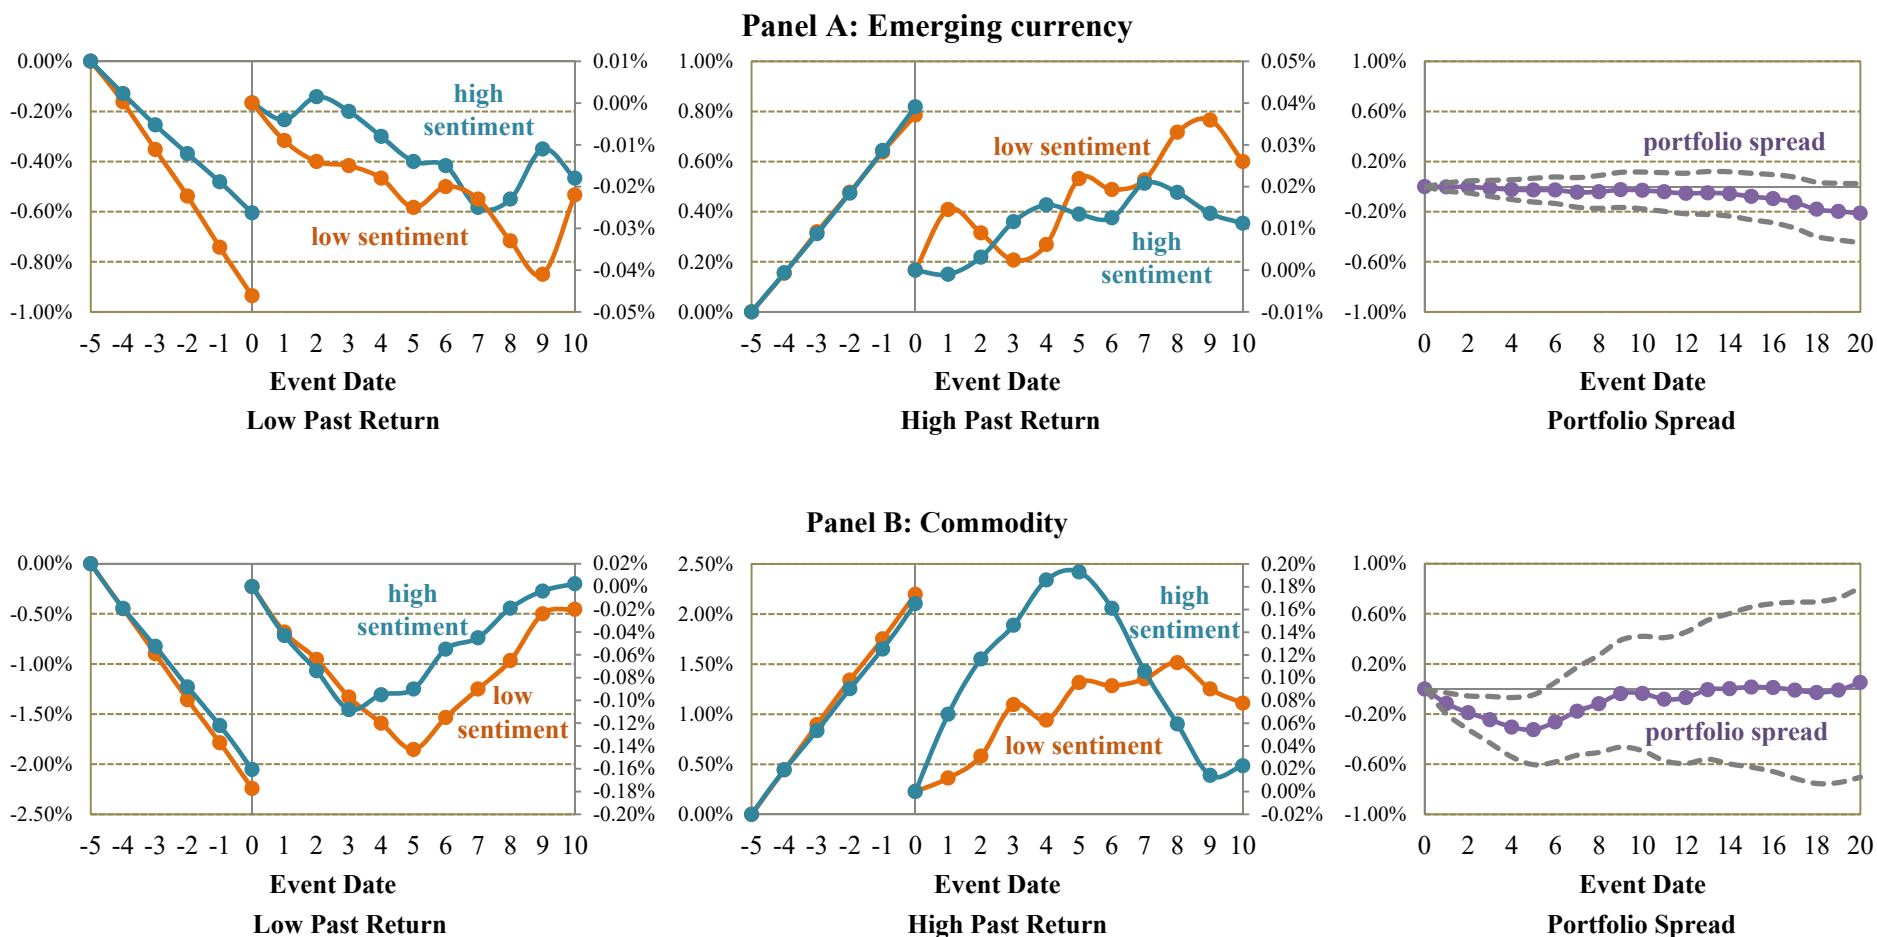 Panel A: Emerging currency
0.00%
-0.20%
-0.40%
-0.60%
-0.80%
-1.00%
0.01%
0.00%
-0.01%
-0.02%
-0.03%
-0.04%
-0.05%
high
sentiment
low sentiment
-5 -4 -3 -2 -1 0 1 2 3 4 5 6 7 8 9 10
Event Date
Low Past Return
1.00%
0.80%
0.60%
0.40%
0.20%
0.00%
0.05%
0.04%
0.03%
0.02%
0.01%
0.00%
-0.01%
low sentiment
high
sentiment
-5 -4 -3 -2 -1 0 1 2 3 4 5 6 7 8 9 10
Event Date
High Past Return
1.00%
0.60%
0.20%
-0.20%
-0.60%
-1.00%
portfolio spread
0 2 4 6 8 10 12 14 16 18 20
Event Date
Portfolio Spread
Panel B: Commodity
0.00%
-0.50%
-1.00%
-1.50%
-2.00%
-2.50%
0.02%
0.00%
-0.02%
-0.04%
-0.06%
-0.08%
-0.10%
-0.12%
-0.14%
-0.16%
-0.18%
-0.20%
high
sentiment
low
sentiment
-5 -4 -3 -2 -1 0 1 2 3 4 5 6 7 8 9 10
Event Date
Low Past Return
2.50%
2.00%
1.50%
1.00%
0.50%
0.00%
0.20%
0.18%
0.16%
0.14%
0.12%
0.10%
0.08%
0.06%
0.04%
0.02%
0.00%
-0.02%
high
sentiment
low sentiment
-5 -4 -3 -2 -1 0 1 2 3 4 5 6 7 8 9 10
Event Date
High Past Return
1.00%
0.60%
0.20%
-0.20%
-0.60%
-1.00%
portfolio spread
0 2 4 6 8 10 12 14 16 18 20
Event Date
Portfolio Spread